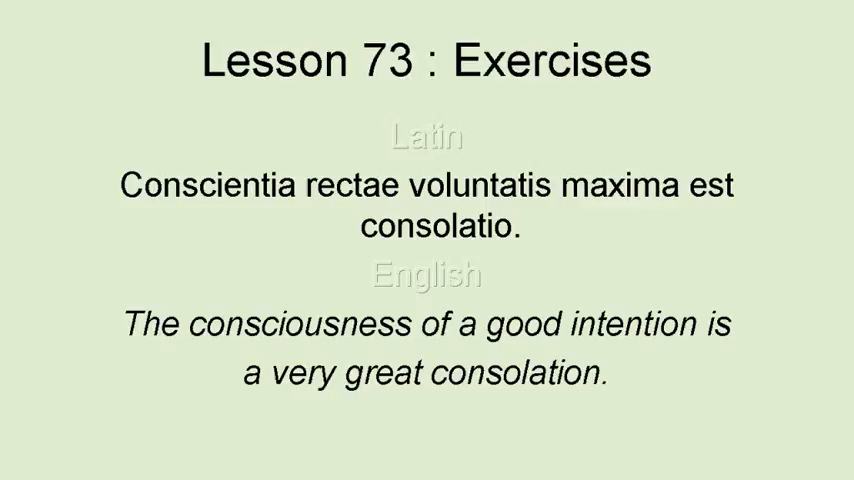 Lesson 73 : Exercises
Latin
Conscientia rectae voluntatis maxima est
consolatio.
English
The consciousness of a good intention is
a very great consolation.